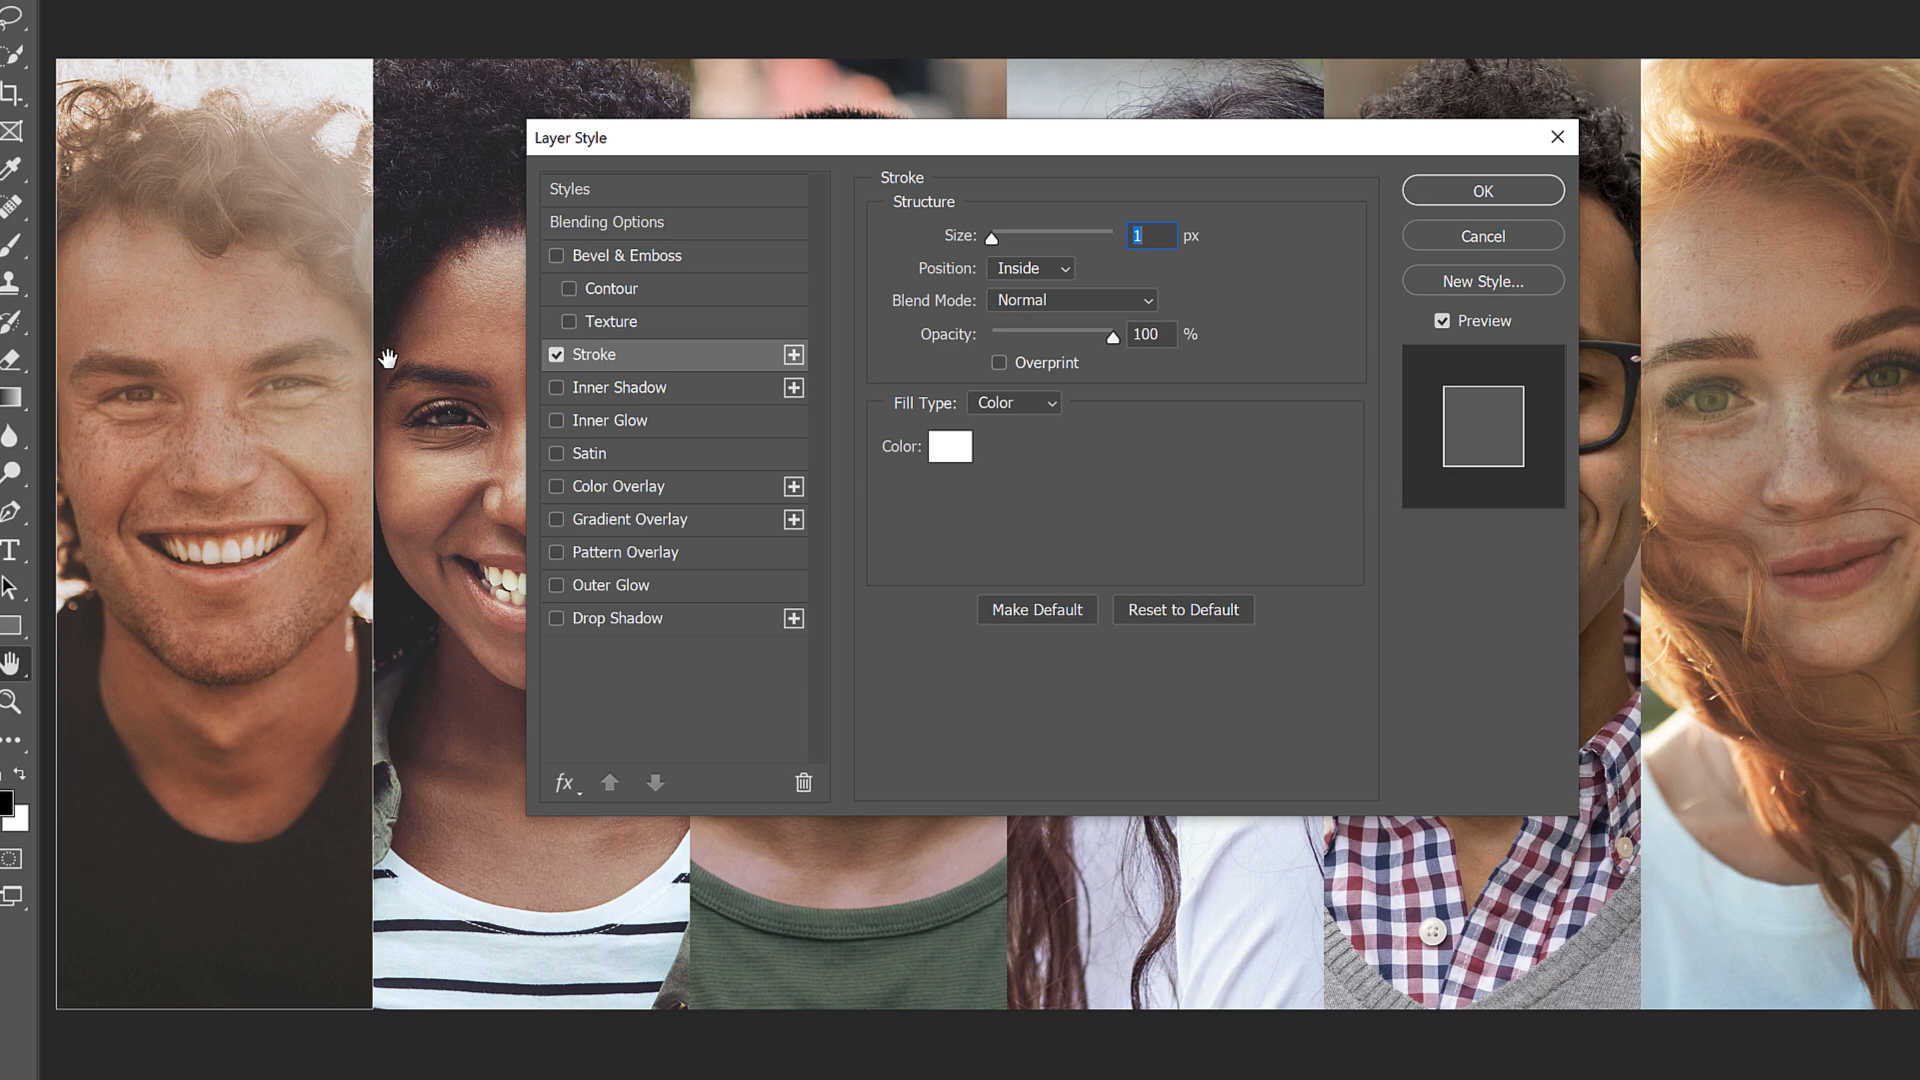 Layer Style
Styles
Blending Options
Bevel & Emboss
Contour
Texture
Stroke
Inner Shadow
Inner Glow
Satin
Color Overlay
Gradient Overlay
Pattern Overlay
Outer Glow
Drop Shadow
fx
Stroke
Structure
Size: 1 px
Position: Inside
Blend Mode: Normal
Opacity: 100 %
Overprint
Fill Type: Color
Color:
Make Default Reset to Default
OK
Cancel
New Style...
Preview
T